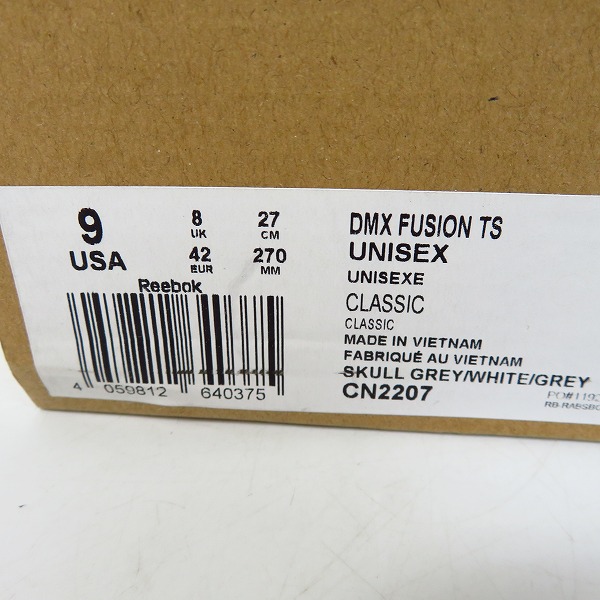 9 8 27
UK CM
USA 42 270
EUR MM
Reebok
4 059812 640375
DMX FUSION TS
UNISEX
UNISEXE
CLASSIC
CLASSIC
MADE IN VIETNAM
FABRIQUÉ AU VIETNAM
SKULL GREY/WHITE/GREY
CN2207